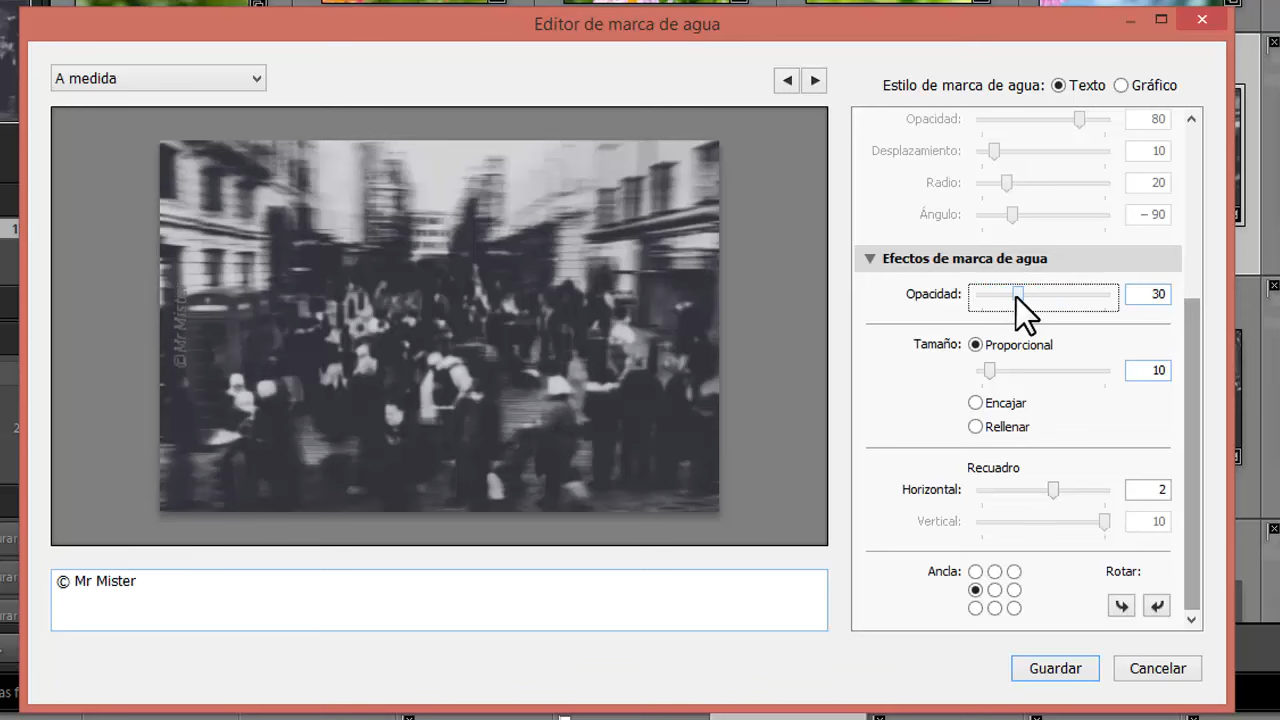 Editor de marca de agua
A medida
Estilo de marca de agua: Texto Gráfico
Opacidad: 80
Desplazamiento: 10
Radio: 20
Ángulo: – 90
Efectos de marca de agua
Opacidad: 30
Tamaño: Proporcional
10
Encajar
Rellenar
Recuadro
Horizontal: 2
Vertical: 10
Ancla: Rotar:
© Mr Mister
© Mr Mister
Guardar Cancelar